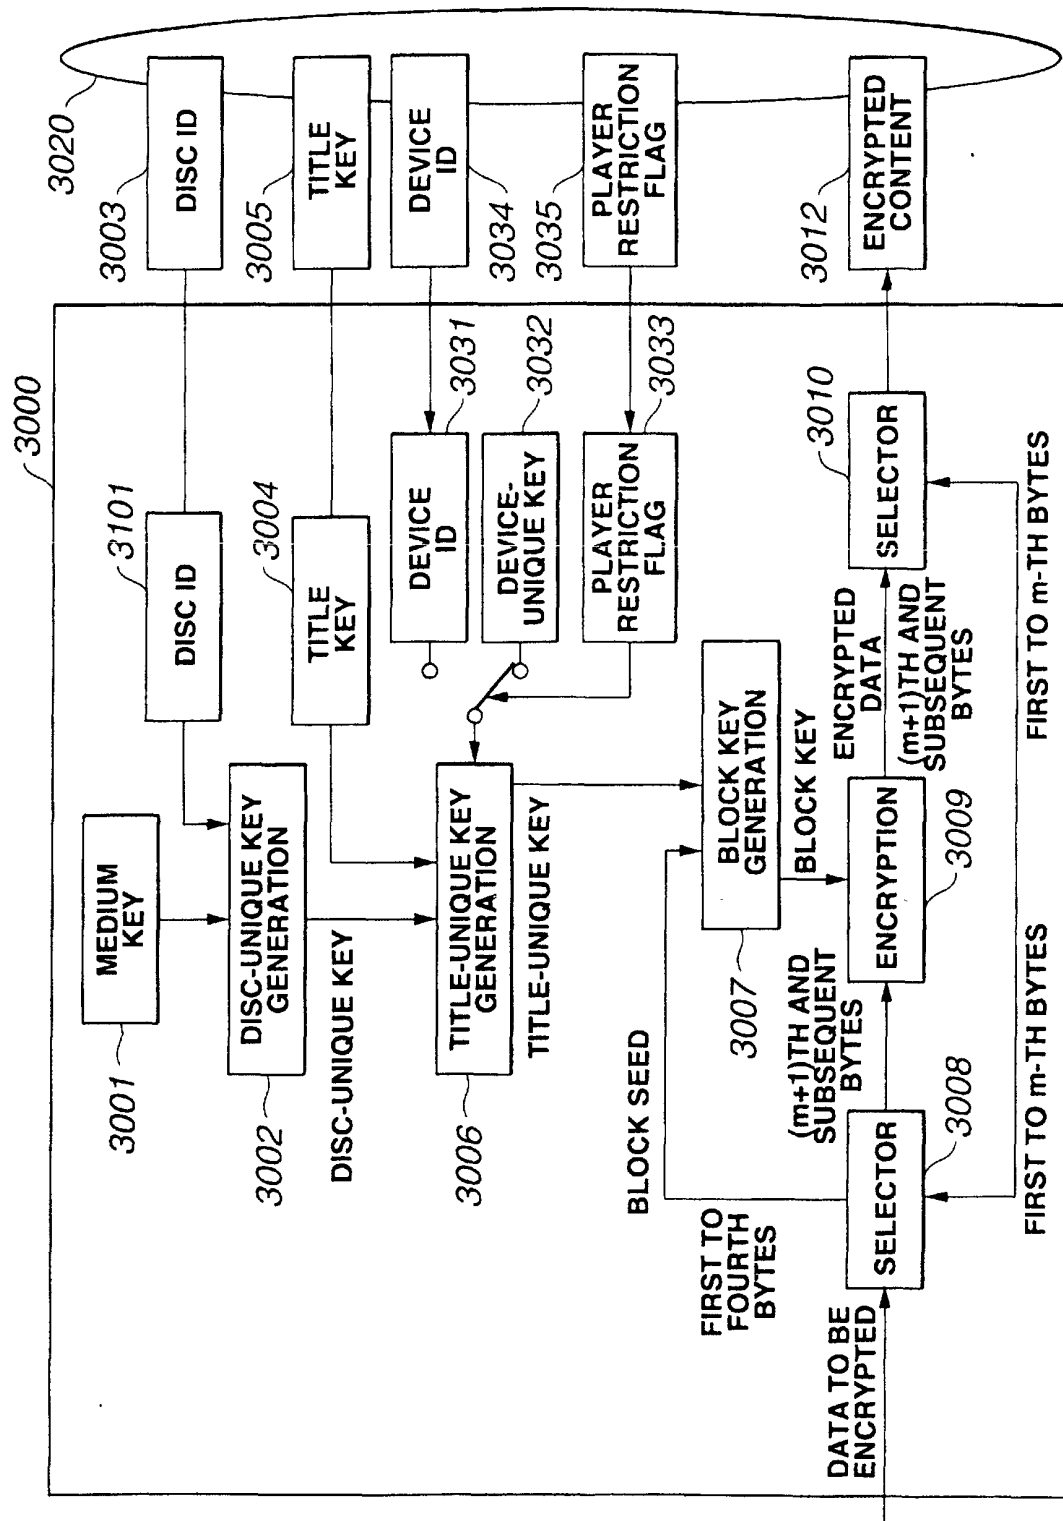 3000
3020
MEDIUM
KEY
3001
DISC ID
3101
DISC ID
3003
DISC-UNIQUE KEY
GENERATION
3002
DISC-UNIQUE KEY
TITLE
KEY
3004
TITLE
KEY
3005
TITLE-UNIQUE KEY
GENERATION
3006
TITLE-UNIQUE KEY
DEVICE
ID
3031
DEVICE
ID
3034
DEVICE-
UNIQUE KEY
3032
PLAYER
RESTRICTION
FLAG
3033
PLAYER
RESTRICTION
FLAG
3035
BLOCK SEED
BLOCK KEY
GENERATION
3007
BLOCK KEY
FIRST TO
FOURTH
BYTES
DATA TO BE
ENCRYPTED
SELECTOR
3008
(m+1)TH AND
SUBSEQUENT
BYTES
ENCRYPTION
3009
ENCRYPTED
DATA
(m+1)TH AND
SUBSEQUENT
BYTES
SELECTOR
3010
ENCRYPTED
CONTENT
3012
FIRST TO m-TH BYTES
FIRST TO m-TH BYTES
FIRST TO m-TH BYTES